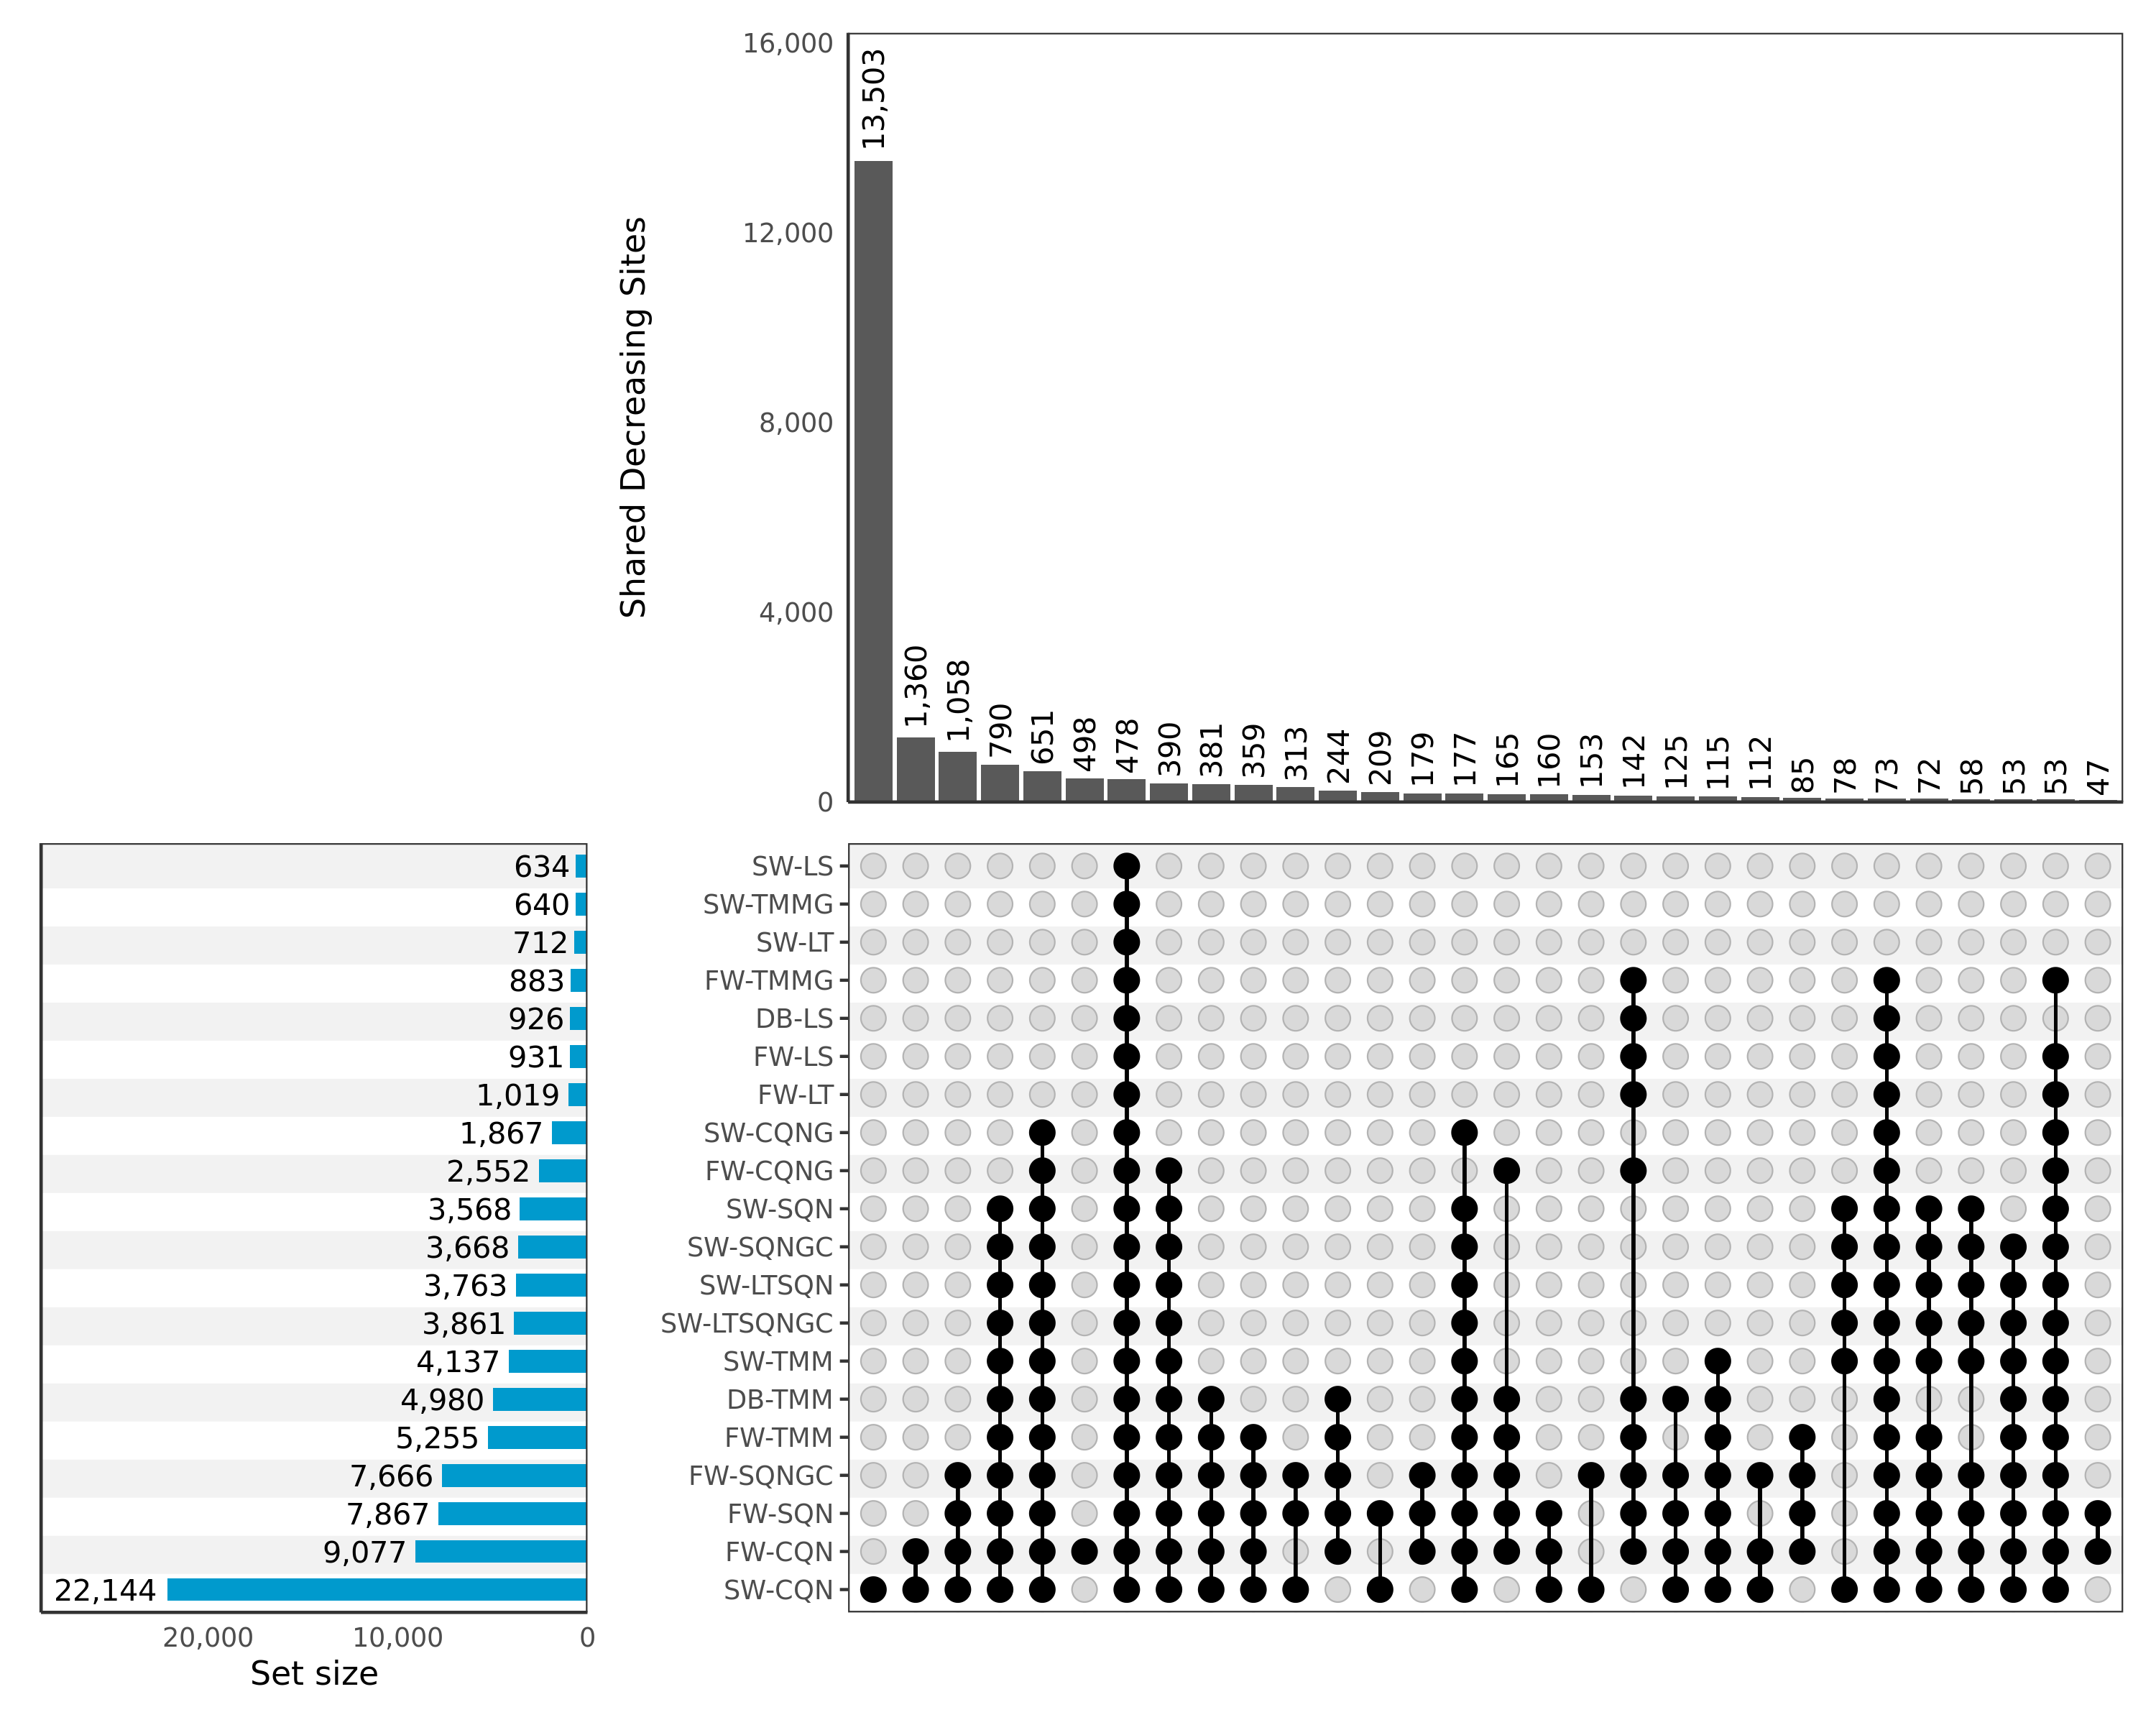 Shared Decreasing Sites
16,000
12,000
8,000
4,000
0
13,503
1,360
1,058
790
651
498
478
390
381
359
313
244
209
179
177
165
160
153
142
125
115
112
85
78
73
72
58
53
53
47
634
640
712
883
926
931
1,019
1,867
2,552
3,568
3,668
3,763
3,861
4,137
4,980
5,255
7,666
7,867
9,077
22,144
20,000
10,000
0
Set size
SW-LS
SW-TMMG
SW-LT
FW-TMMG
DB-LS
FW-LS
FW-LT
SW-CQNG
FW-CQNG
SW-SQN
SW-SQNGC
SW-LTSQN
SW-LTSQNGC
SW-TMM
DB-TMM
FW-TMM
FW-SQNGC
FW-SQN
FW-CQN
SW-CQN